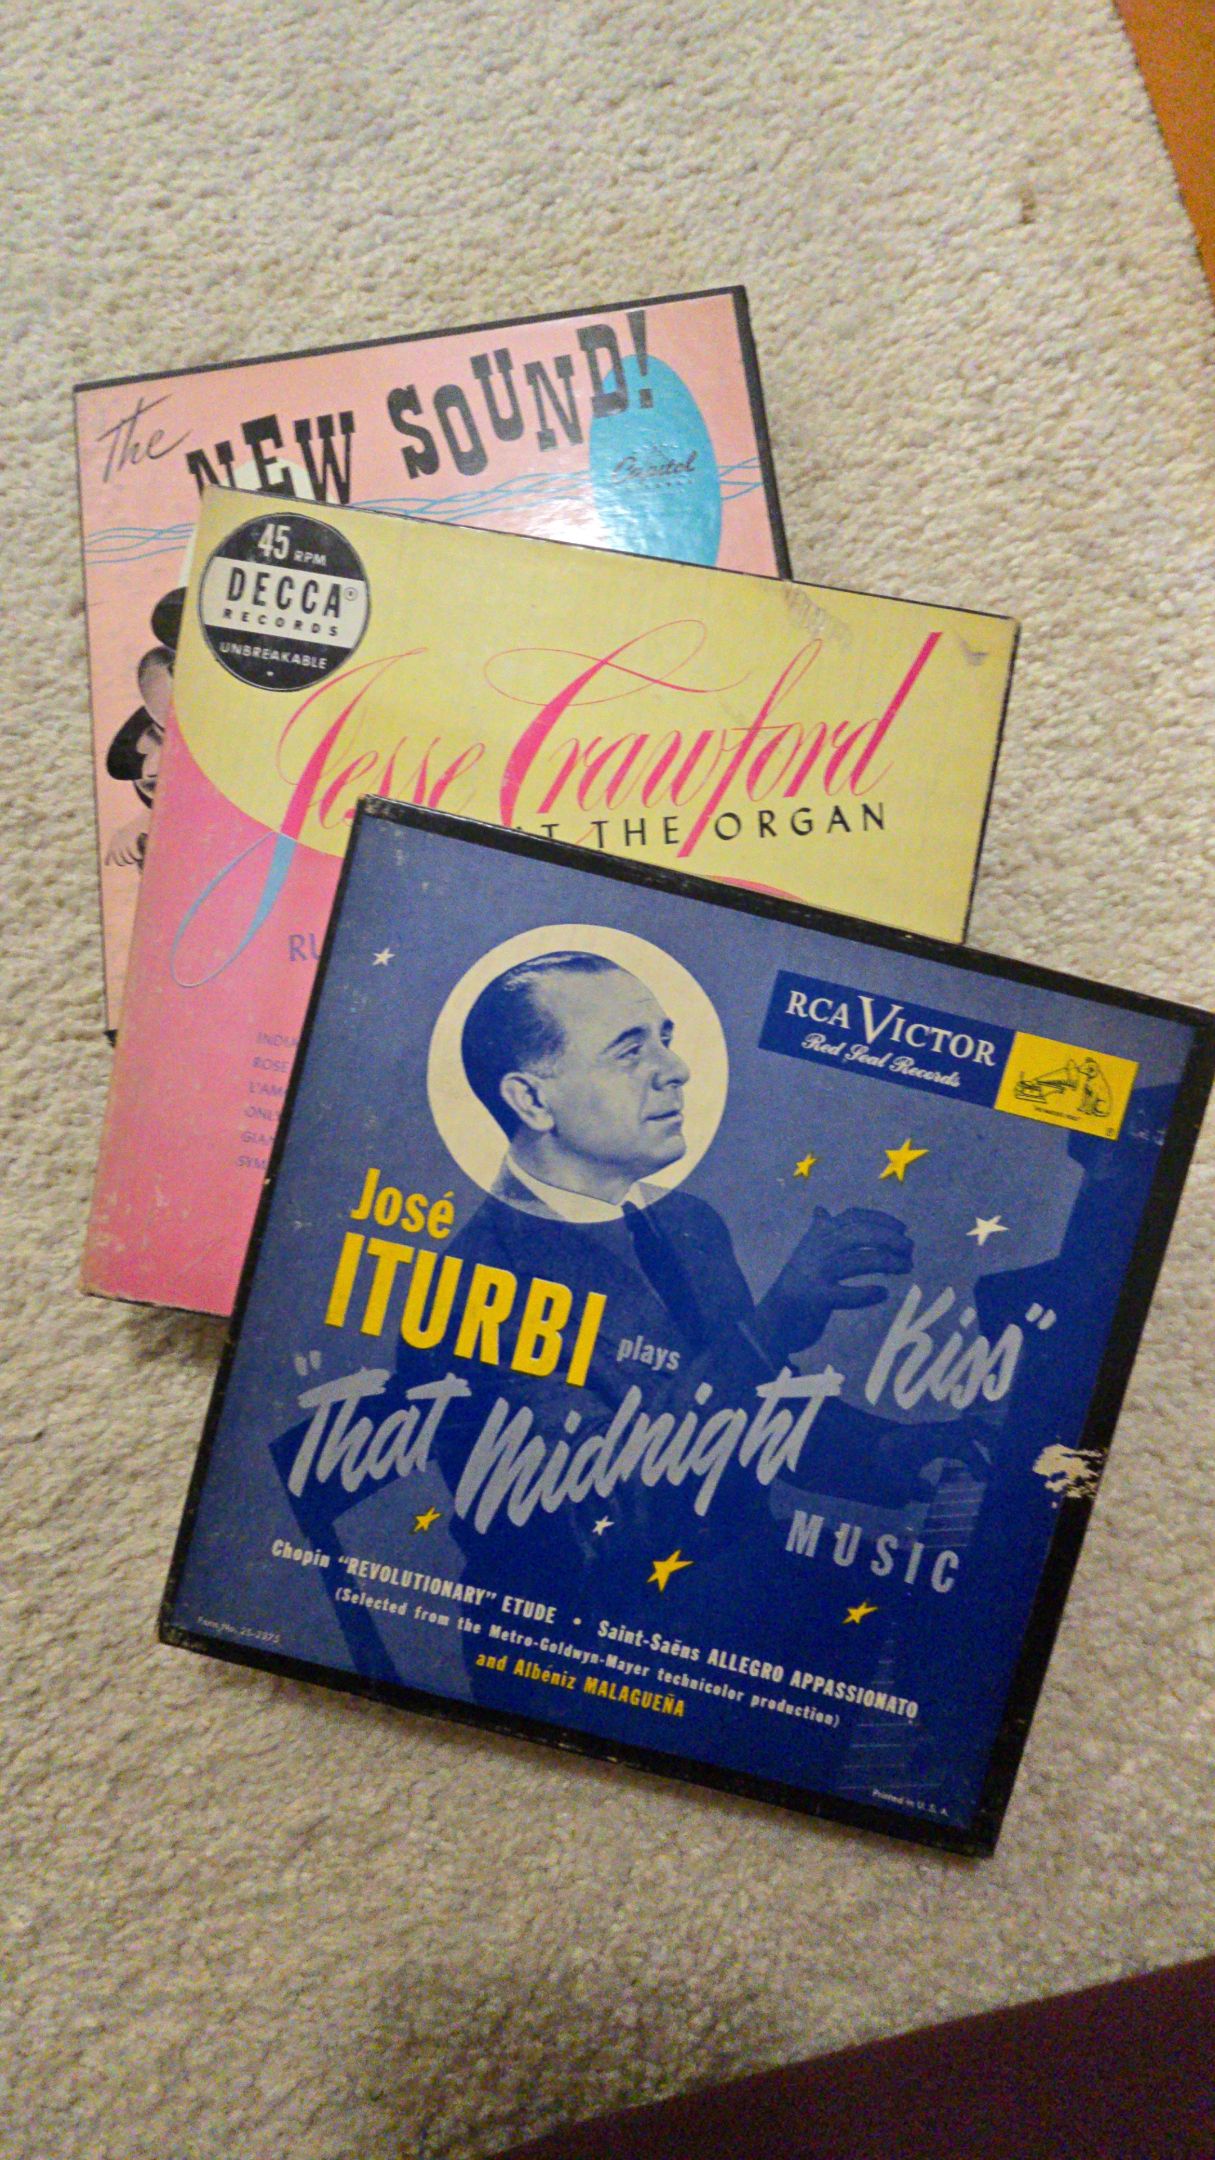 The NEW SOUND!
Capitol
45 RPM
DECCA®
RECORDS
UNBREAKABLE
Jesse Crawford
AT THE ORGAN
RCA VICTOR
Red Seal Records
José
ITURBI plays
"That Midnight Kiss"
MUSIC
Chopin "REVOLUTIONARY" ETUDE • Saint-Saëns ALLEGRO APPASSIONATO
(Selected from the Metro-Goldwyn-Mayer technicolor production)
and Albéniz MALAGUEÑA
Printed in U. S. A.